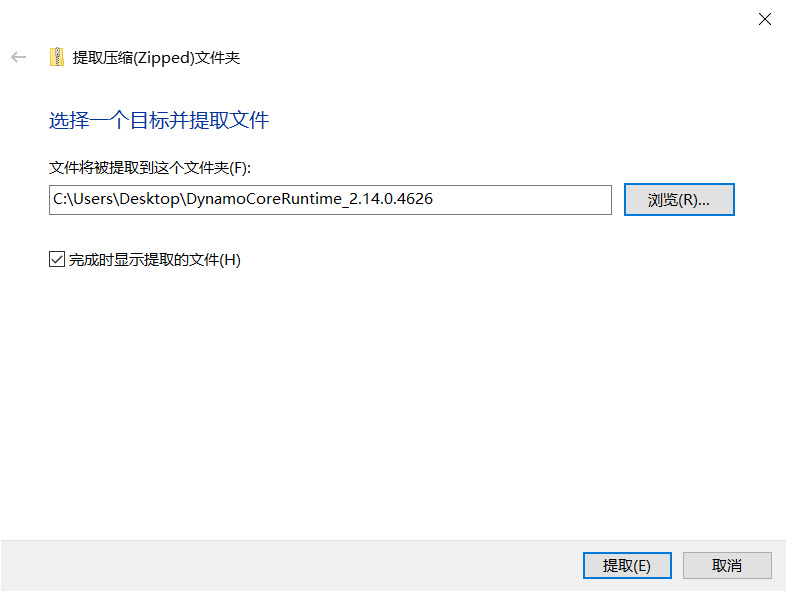 提取压缩(Zipped)文件夹
选择一个目标并提取文件
文件将被提取到这个文件夹(F):
C:\Users\Desktop\DynamoCoreRuntime_2.14.0.4626
浏览(R)...
完成时显示提取的文件(H)
提取(E)
取消